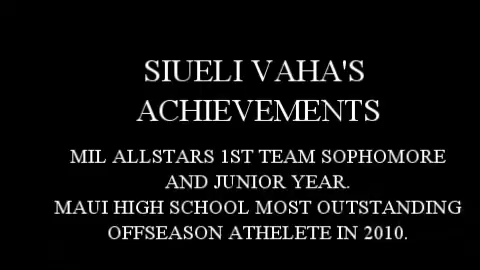 SIUELI VAHA'S
ACHIEVEMENTS
MIL ALLSTARS 1ST TEAM SOPHOMORE
AND JUNIOR YEAR.
MAUI HIGH SCHOOL MOST OUTSTANDING
OFFSEASON ATHELETE IN 2010.